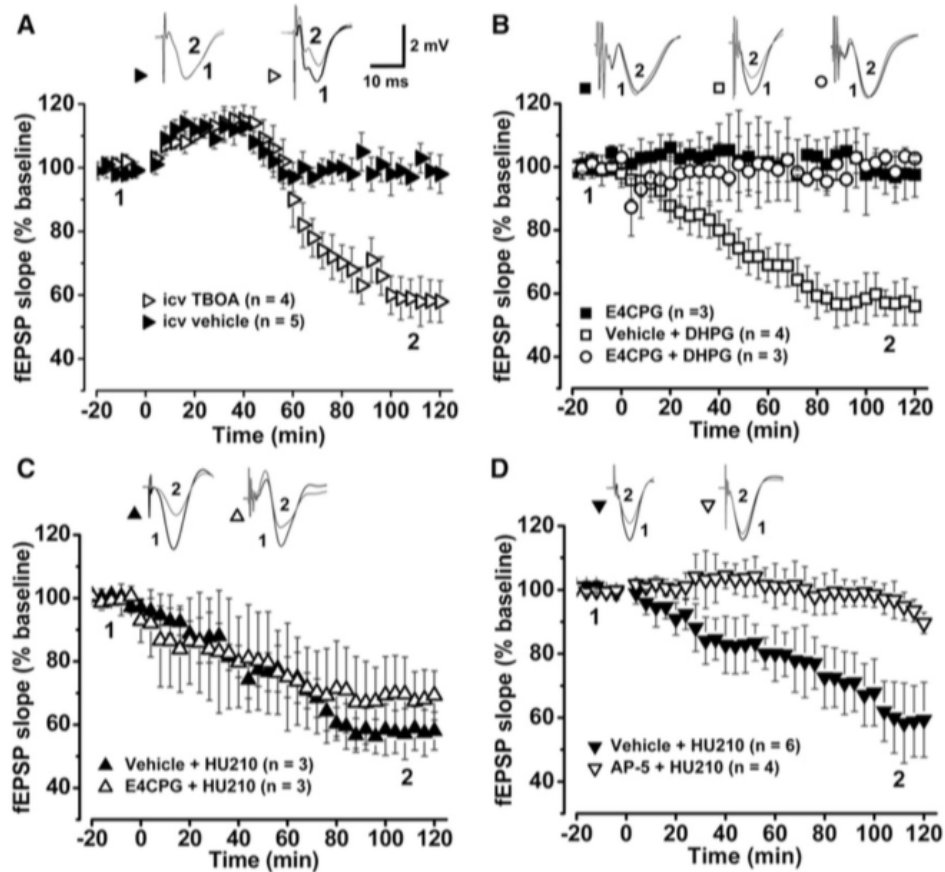 A
2
1
2
1
2 mV
10 ms
120
100
80
60
40
fEPSP slope (% baseline)
1
2
icv TBOA (n = 4)
icv vehicle (n = 5)
-20 0 20 40 60 80 100 120
Time (min)
B
2
1
2
1
2
1
120
100
80
60
40
fEPSP slope (% baseline)
1
2
E4CPG (n =3)
Vehicle + DHPG (n = 4)
E4CPG + DHPG (n = 3)
-20 0 20 40 60 80 100 120
Time (min)
C
2
1
2
1
120
100
80
60
40
fEPSP slope (% baseline)
1
2
Vehicle + HU210 (n = 3)
E4CPG + HU210 (n = 3)
-20 0 20 40 60 80 100 120
Time (min)
D
2
1
2
1
120
100
80
60
40
fEPSP slope (% baseline)
1
2
Vehicle + HU210 (n = 6)
AP-5 + HU210 (n = 4)
-20 0 20 40 60 80 100 120
Time (min)